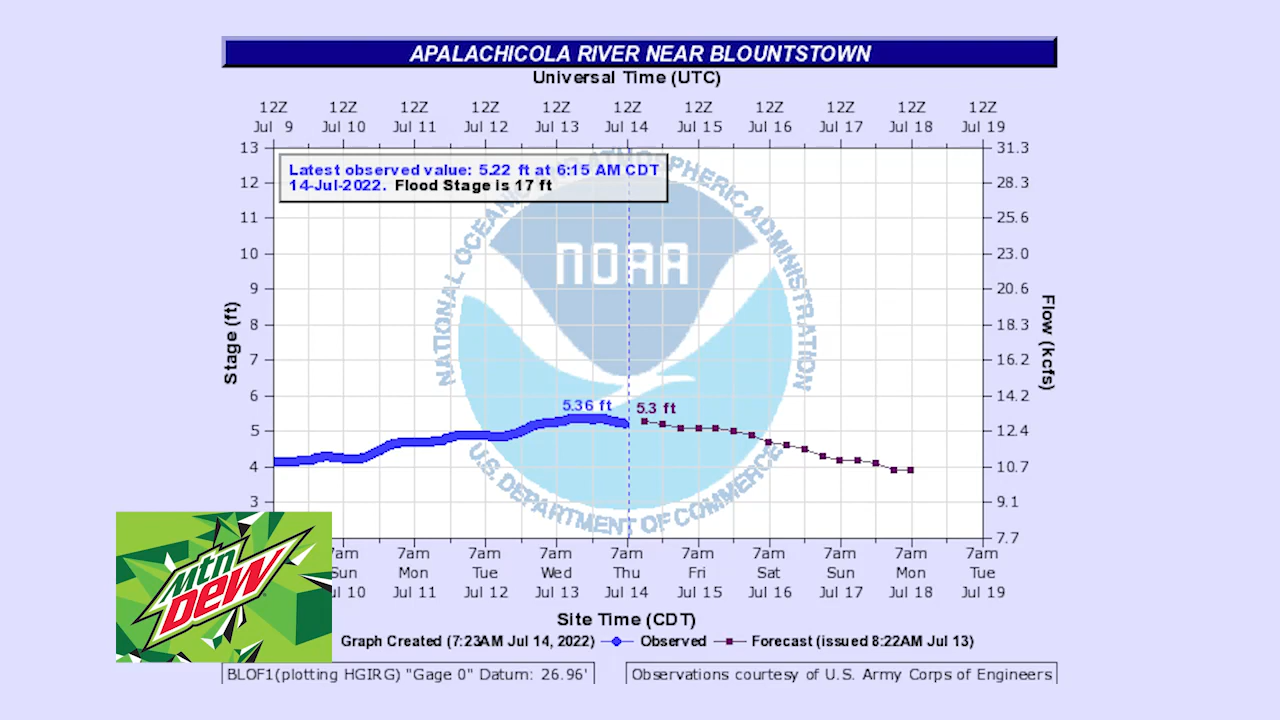 APALACHICOLA RIVER NEAR BLOUNTSTOWN
Universal Time (UTC)
12Z 12Z 12Z 12Z 12Z 12Z 12Z 12Z 12Z 12Z 12Z
Jul 9 Jul 10 Jul 11 Jul 12 Jul 13 Jul 14 Jul 15 Jul 16 Jul 17 Jul 18 Jul 19
Latest observed value: 5.22 ft at 6:15 AM CDT
14-Jul-2022. Flood Stage is 17 ft
13 31.3
12 28.3
11 25.6
10 23.0
9 20.6
8 18.3
7 16.2
6 14.2
5 12.4
4 10.7
3 9.1
7.7
Stage (ft)
Flow (kcfs)
NATIONAL OCEANIC AND ATMOSPHERIC ADMINISTRATION
NOAA
U.S. DEPARTMENT OF COMMERCE
5.36 ft 5.3 ft
7am 7am 7am 7am 7am 7am 7am 7am 7am 7am
Sun Mon Tue Wed Thu Fri Sat Sun Mon Tue
Jul 10 Jul 11 Jul 12 Jul 13 Jul 14 Jul 15 Jul 16 Jul 17 Jul 18 Jul 19
Site Time (CDT)
Graph Created (7:23AM Jul 14, 2022) Observed Forecast (issued 8:22AM Jul 13)
BLOF1(plotting HGIRG) "Gage 0" Datum: 26.96'
Observations courtesy of U.S. Army Corps of Engineers
Mtn
DEW